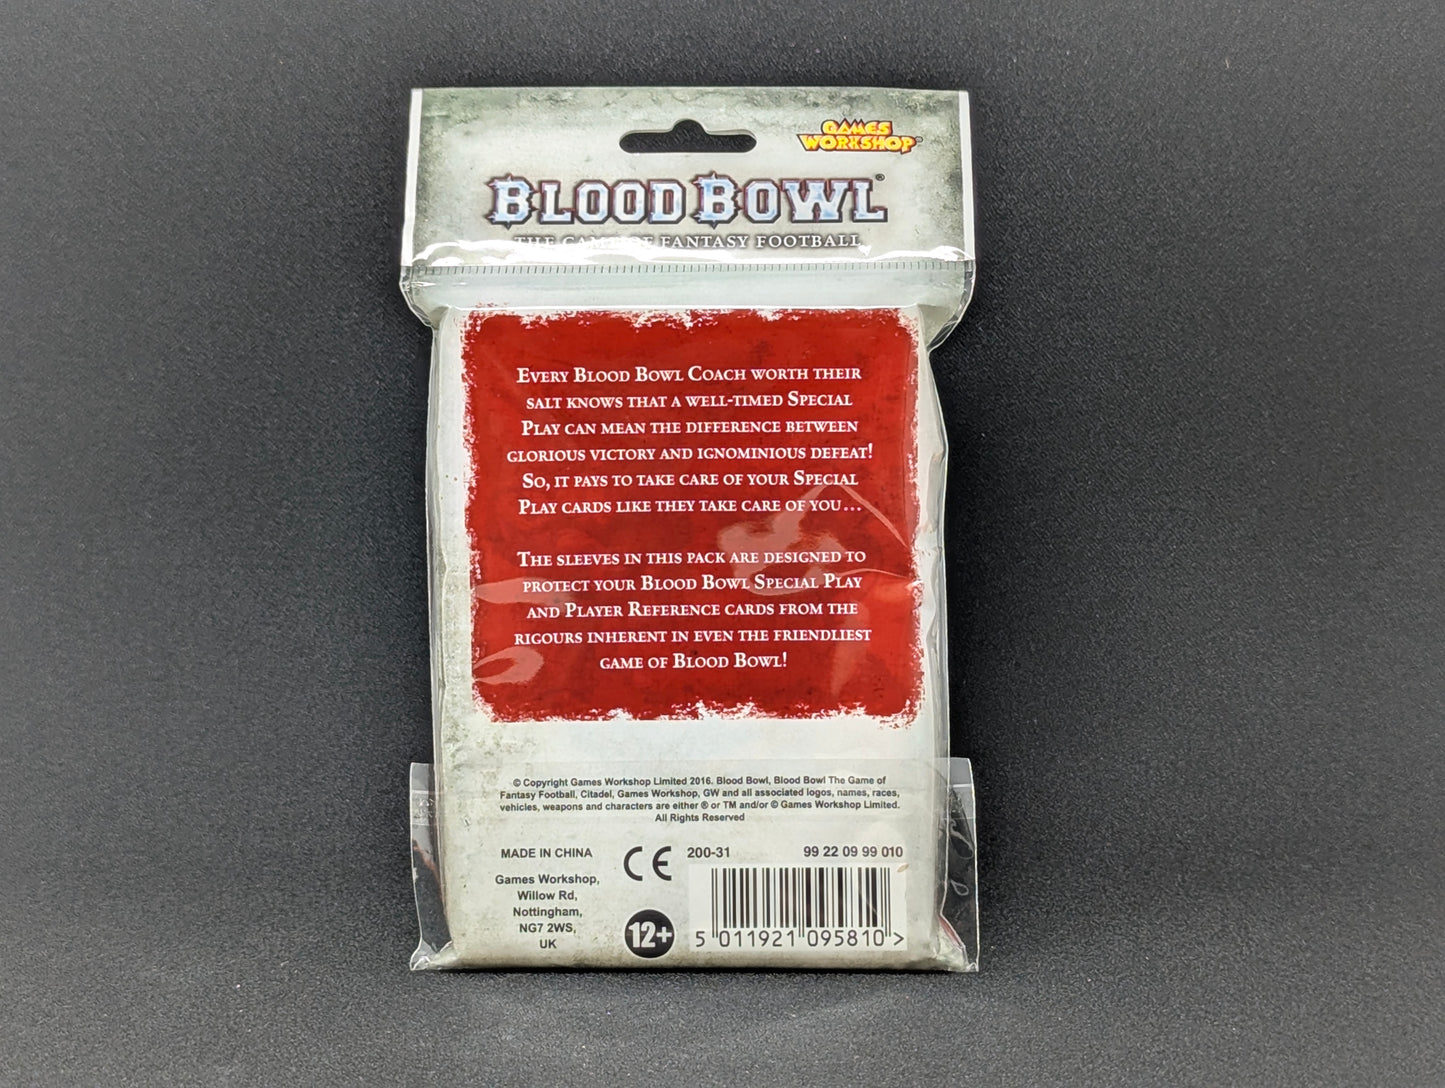 GAMES
WORKSHOP
BLOOD BOWL®
THE GAME OF FANTASY FOOTBALL
Every Blood Bowl Coach worth their
salt knows that a well-timed Special
Play can mean the difference between
glorious victory and ignominious defeat!
So, it pays to take care of your Special
Play cards like they take care of you...
The sleeves in this pack are designed to
protect your Blood Bowl Special Play
and Player Reference cards from the
rigours inherent in even the friendliest
game of Blood Bowl!
© Copyright Games Workshop Limited 2016. Blood Bowl, Blood Bowl The Game of
Fantasy Football, Citadel, Games Workshop, GW and all associated logos, names, races,
vehicles, weapons and characters are either ® or TM and/or © Games Workshop Limited.
All Rights Reserved
MADE IN CHINA
CE
200-31
99 22 09 99 010
Games Workshop,
Willow Rd,
Nottingham,
NG7 2WS,
UK
12+
5 011921 095810 >